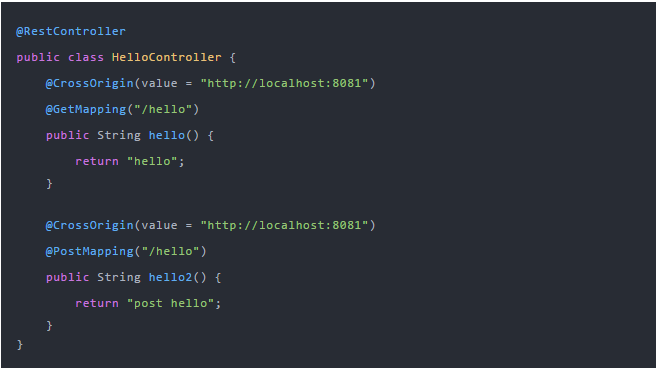 @RestController
public class HelloController {
    @CrossOrigin(value = "http://localhost:8081")
    @GetMapping("/hello")
    public String hello() {
        return "hello";
    }
    @CrossOrigin(value = "http://localhost:8081")
    @PostMapping("/hello")
    public String hello2() {
        return "post hello";
    }
}